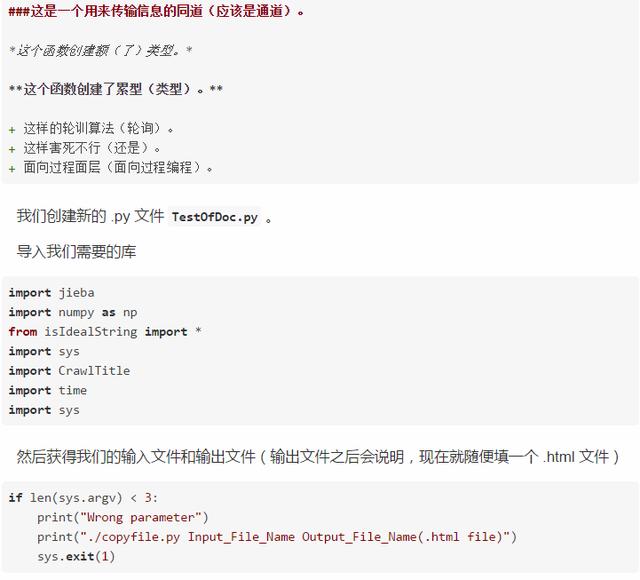 ###这是一个用来传输信息的同道（应该是通道）。
*这个函数创建额（了）类型。*
**这个函数创建了累型（类型）。**
+ 这样的轮训算法（轮询）。
+ 这样害死不行（还是）。
+ 面向过程面层（面向过程编程）。
我们创建新的 .py 文件 TestOfDoc.py 。
导入我们需要的库
import jieba
import numpy as np
from isIdealString import *
import sys
import CrawlTitle
import time
import sys
然后获得我们的输入文件和输出文件（输出文件之后会说明，现在就随便填一个 .html 文件）
if len(sys.argv) < 3:
    print("Wrong parameter")
    print("./copyfile.py Input_File_Name Output_File_Name(.html file)")
    sys.exit(1)